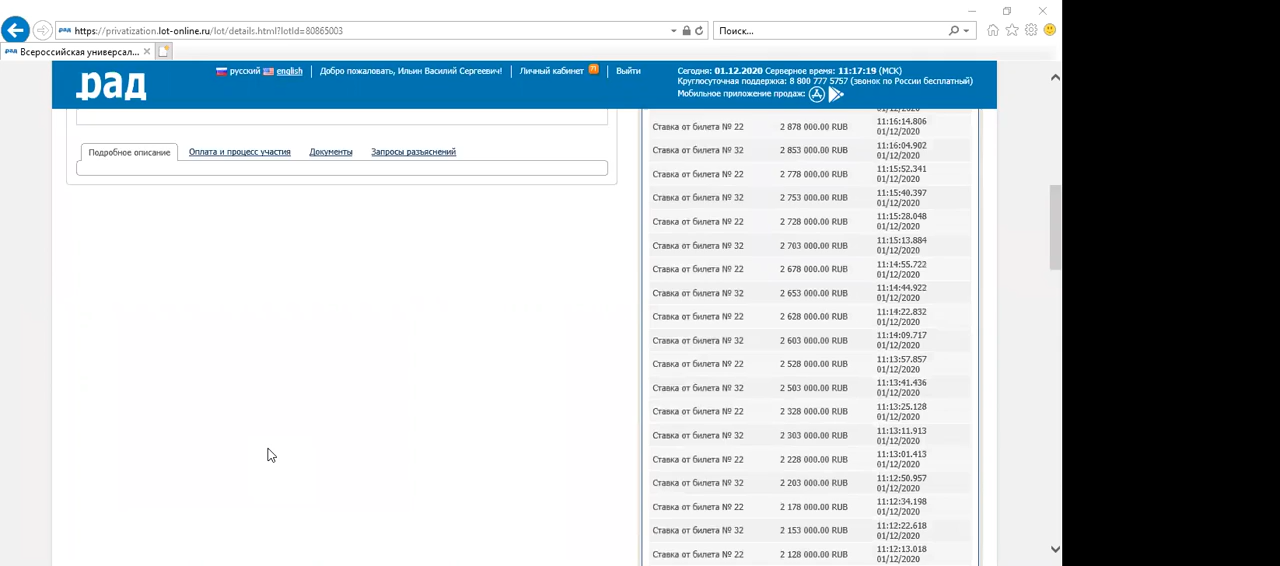 https://privatization.lot-online.ru/lot/details.html?lotId=80865003
Поиск...
рад Всероссийская универсал...
рад
русский english Добро пожаловать, Ильин Василий Сергеевич! Личный кабинет Выйти
Сегодня: 01.12.2020 Серверное время: 11:17:19 (МСК)
Круглосуточная поддержка: 8 800 777 5757 (звонок по России бесплатный)
Мобильное приложение продаж:
Подробное описание Оплата и процесс участия Документы Запросы разъяснений
01/12/2020
Ставка от билета № 22 2 878 000.00 RUB 11:16:14.806
01/12/2020
Ставка от билета № 32 2 853 000.00 RUB 11:16:04.902
01/12/2020
Ставка от билета № 22 2 778 000.00 RUB 11:15:52.341
01/12/2020
Ставка от билета № 32 2 753 000.00 RUB 11:15:40.397
01/12/2020
Ставка от билета № 22 2 728 000.00 RUB 11:15:28.048
01/12/2020
Ставка от билета № 32 2 703 000.00 RUB 11:15:13.884
01/12/2020
Ставка от билета № 22 2 678 000.00 RUB 11:14:55.722
01/12/2020
Ставка от билета № 32 2 653 000.00 RUB 11:14:44.922
01/12/2020
Ставка от билета № 22 2 628 000.00 RUB 11:14:22.832
01/12/2020
Ставка от билета № 32 2 603 000.00 RUB 11:14:09.717
01/12/2020
Ставка от билета № 22 2 528 000.00 RUB 11:13:57.857
01/12/2020
Ставка от билета № 32 2 503 000.00 RUB 11:13:41.436
01/12/2020
Ставка от билета № 22 2 328 000.00 RUB 11:13:25.128
01/12/2020
Ставка от билета № 32 2 303 000.00 RUB 11:13:11.913
01/12/2020
Ставка от билета № 22 2 228 000.00 RUB 11:13:01.413
01/12/2020
Ставка от билета № 32 2 203 000.00 RUB 11:12:50.957
01/12/2020
Ставка от билета № 22 2 178 000.00 RUB 11:12:34.198
01/12/2020
Ставка от билета № 32 2 153 000.00 RUB 11:12:22.618
01/12/2020
Ставка от билета № 22 2 128 000.00 RUB 11:12:13.018
01/12/2020